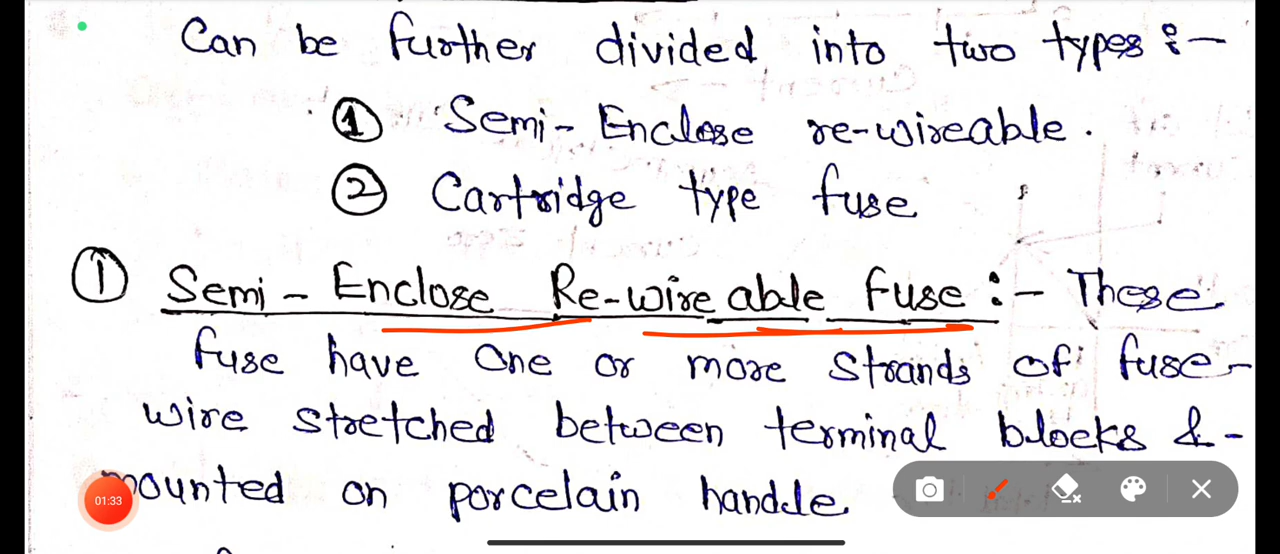 Can be further divided into two types :-
① Semi-Enclose re-wireable.
② Cartridge type fuse
① Semi-Enclose Re-wireable fuse :- These
fuse have one or more strands of fuse-
wire stretched between terminal blocks &-
mounted on porcelain handle
01:33